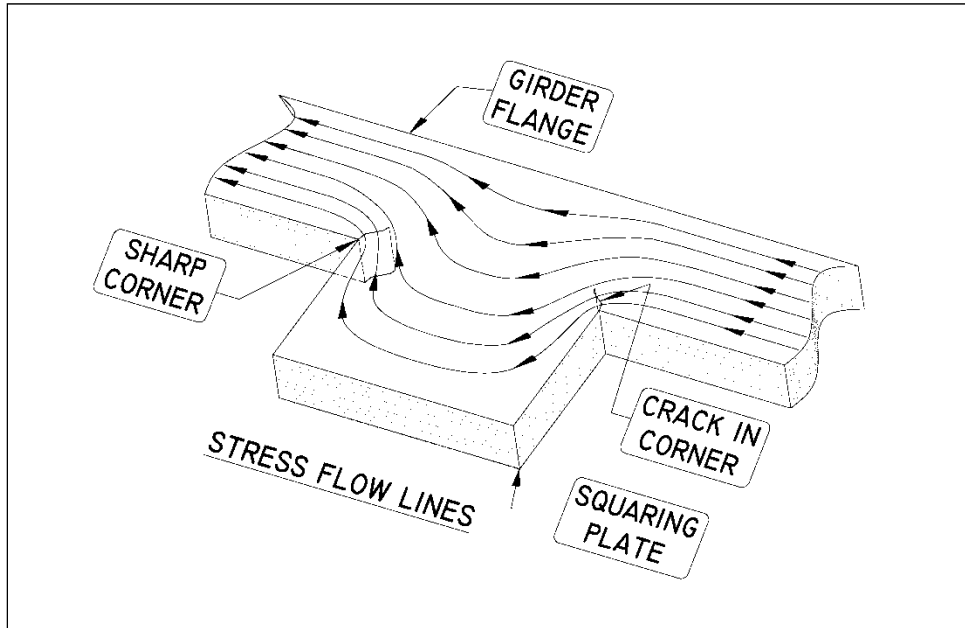 GIRDER
FLANGE
SHARP
CORNER
CRACK IN
CORNER
STRESS FLOW LINES
SQUARING
PLATE